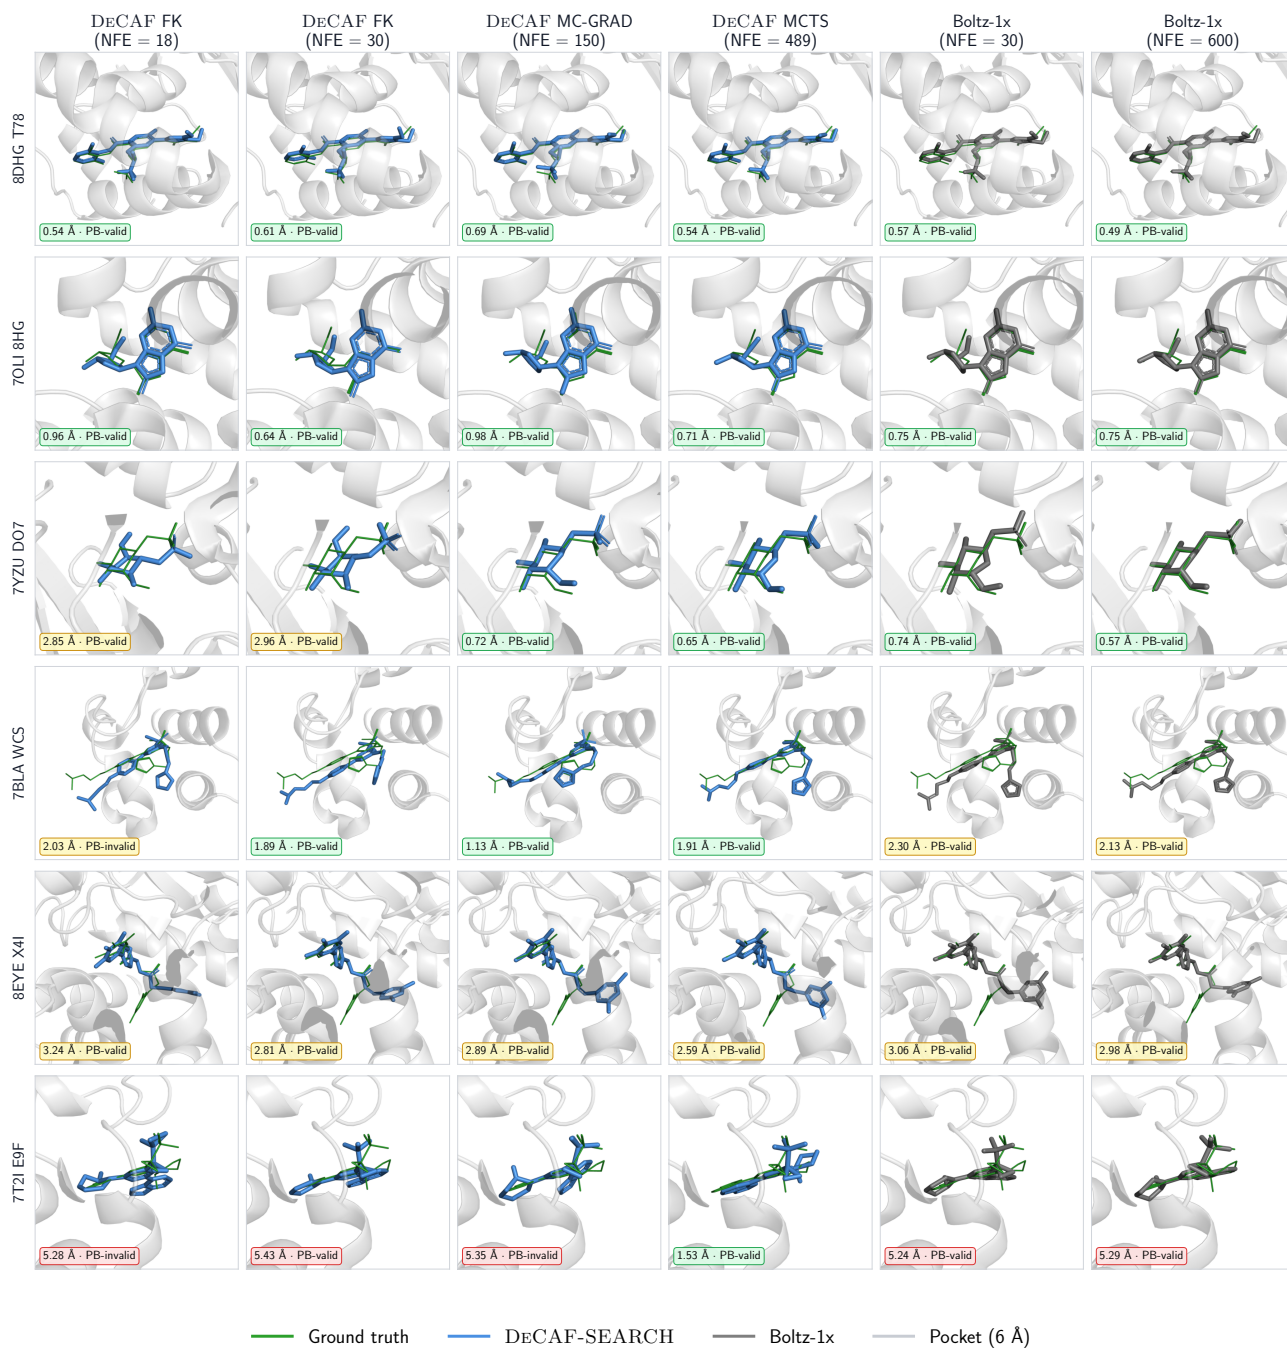 DeCAF FK
(NFE = 18)
DeCAF FK
(NFE = 30)
DeCAF MC-GRAD
(NFE = 150)
DeCAF MCTS
(NFE = 489)
Boltz-1x
(NFE = 30)
Boltz-1x
(NFE = 600)
8DHG T78
0.54 Å · PB-valid
0.61 Å · PB-valid
0.69 Å · PB-valid
0.54 Å · PB-valid
0.57 Å · PB-valid
0.49 Å · PB-valid
7OLI 8HG
0.96 Å · PB-valid
0.64 Å · PB-valid
0.98 Å · PB-valid
0.71 Å · PB-valid
0.75 Å · PB-valid
0.75 Å · PB-valid
7YZU DO7
2.85 Å · PB-valid
2.96 Å · PB-valid
0.72 Å · PB-valid
0.65 Å · PB-valid
0.74 Å · PB-valid
0.57 Å · PB-valid
7BLA WCS
2.03 Å · PB-invalid
1.89 Å · PB-valid
1.13 Å · PB-valid
1.91 Å · PB-valid
2.30 Å · PB-valid
2.13 Å · PB-valid
8EYE X4I
3.24 Å · PB-valid
2.81 Å · PB-valid
2.89 Å · PB-valid
2.59 Å · PB-valid
3.06 Å · PB-valid
2.98 Å · PB-valid
7T2I E9F
5.28 Å · PB-invalid
5.43 Å · PB-valid
5.35 Å · PB-invalid
1.53 Å · PB-valid
5.24 Å · PB-valid
5.29 Å · PB-valid
Ground truth
DeCAF-SEARCH
Boltz-1x
Pocket (6 Å)